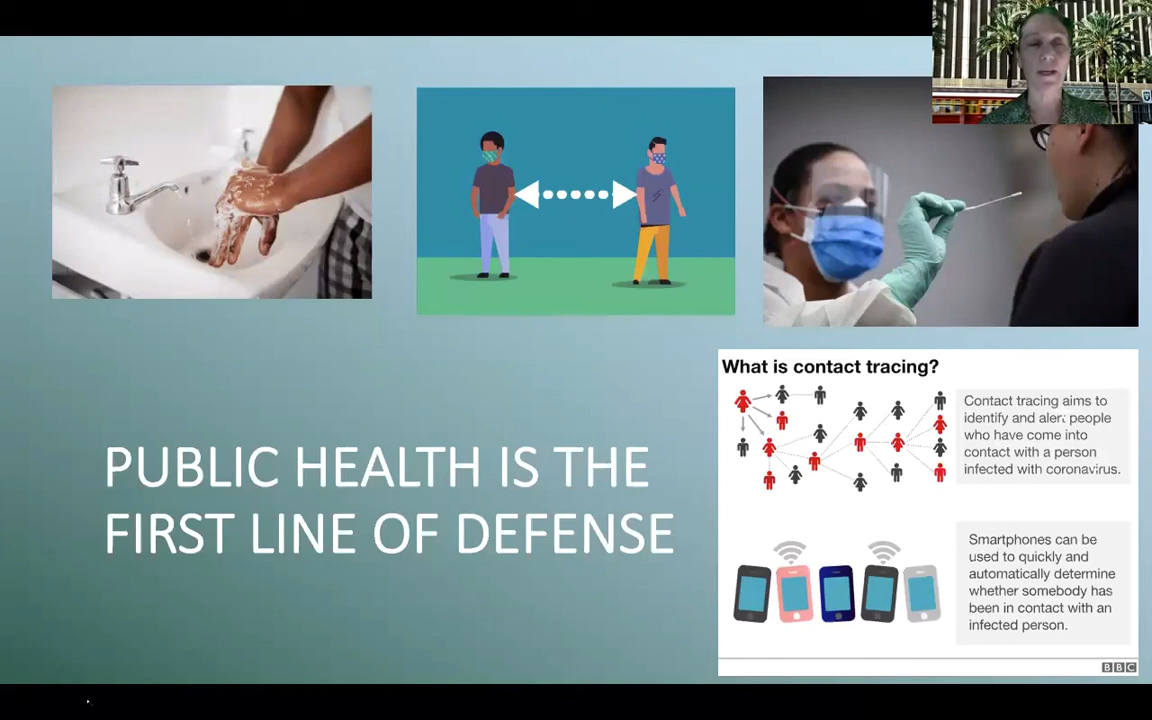 What is contact tracing?
Contact tracing aims to
identify and alert people
who have come into
contact with a person
infected with coronavirus.
PUBLIC HEALTH IS THE
FIRST LINE OF DEFENSE
Smartphones can be
used to quickly and
automatically determine
whether somebody has
been in contact with an
infected person.
BBC